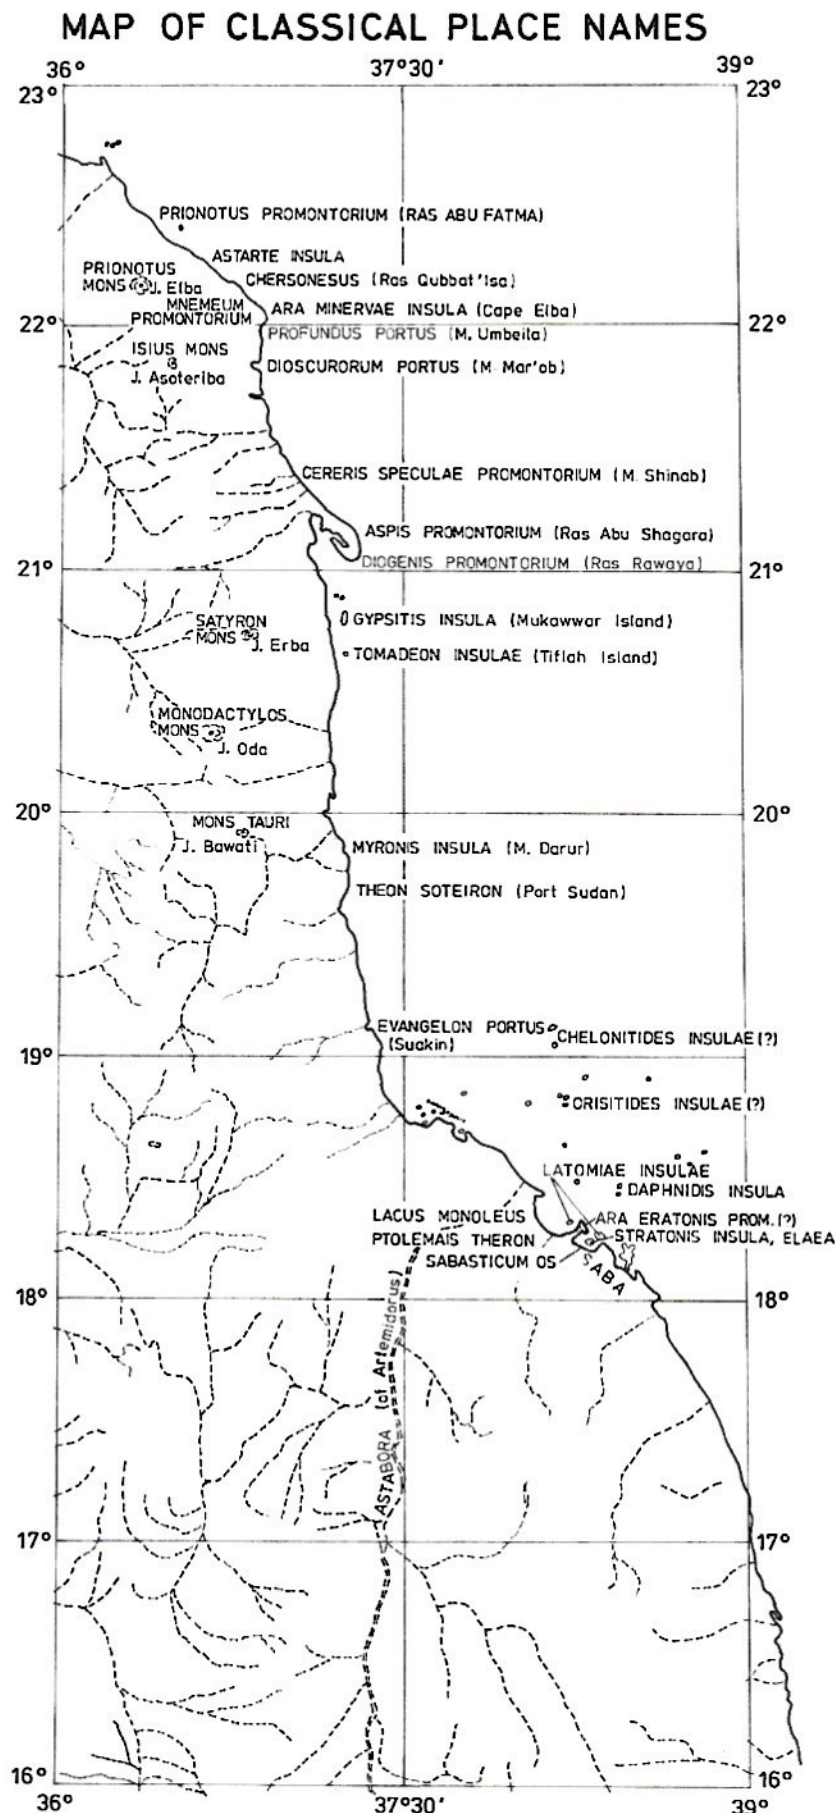 MAP OF CLASSICAL PLACE NAMES
36° 37°30' 39°
23° 23°
PRIONOTUS PROMONTORIUM (RAS ABU FATMA)
ASTARTE INSULA
PRIONOTUS
MONS J. Elba
CHERSONESUS (Ras Qubbat 'Isa)
MNEMEUM
PROMONTORIUM
ARA MINERVAE INSULA (Cape Elba)
22° 22°
PROFUNDUS PORTUS (M. Umbeila)
ISIUS MONS
J. Asoteriba
DIOSCURORUM PORTUS (M. Mar'ob)
CERERIS SPECULAE PROMONTORIUM (M. Shinab)
ASPIS PROMONTORIUM (Ras Abu Shagara)
DIOGENIS PROMONTORIUM (Ras Rawaya)
21° 21°
SATYRON
MONS J. Erba
GYPSITIS INSULA (Mukawwar Island)
TOMADEON INSULAE (Tiflah Island)
MONODACTYLOS
MONS
J. Oda
20° 20°
MONS TAURI
J. Bawati
MYRONIS INSULA (M. Darur)
THEON SOTEIRON (Port Sudan)
EVANGELON PORTUS
(Suakin)
CHELONITIDES INSULAE (?)
19° 19°
ORISITIDES INSULAE (?)
LATOMIAE INSULAE
DAPHNIDIS INSULA
LACUS MONOLEUS
ARA ERATONIS PROM. (?)
PTOLEMAIS THERON
STRATONIS INSULA, ELAEA
SABASTICUM OS
SABA
18° 18°
ASTABORA (of Artemidorus)
17° 17°
16° 16°
36° 37°30' 39°